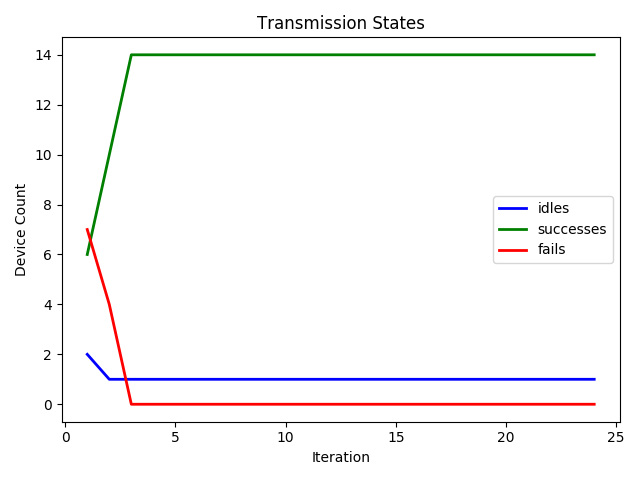 Transmission States
Device Count
14
12
10
8
6
4
2
0
idles
successes
fails
0 5 10 15 20 25
Iteration